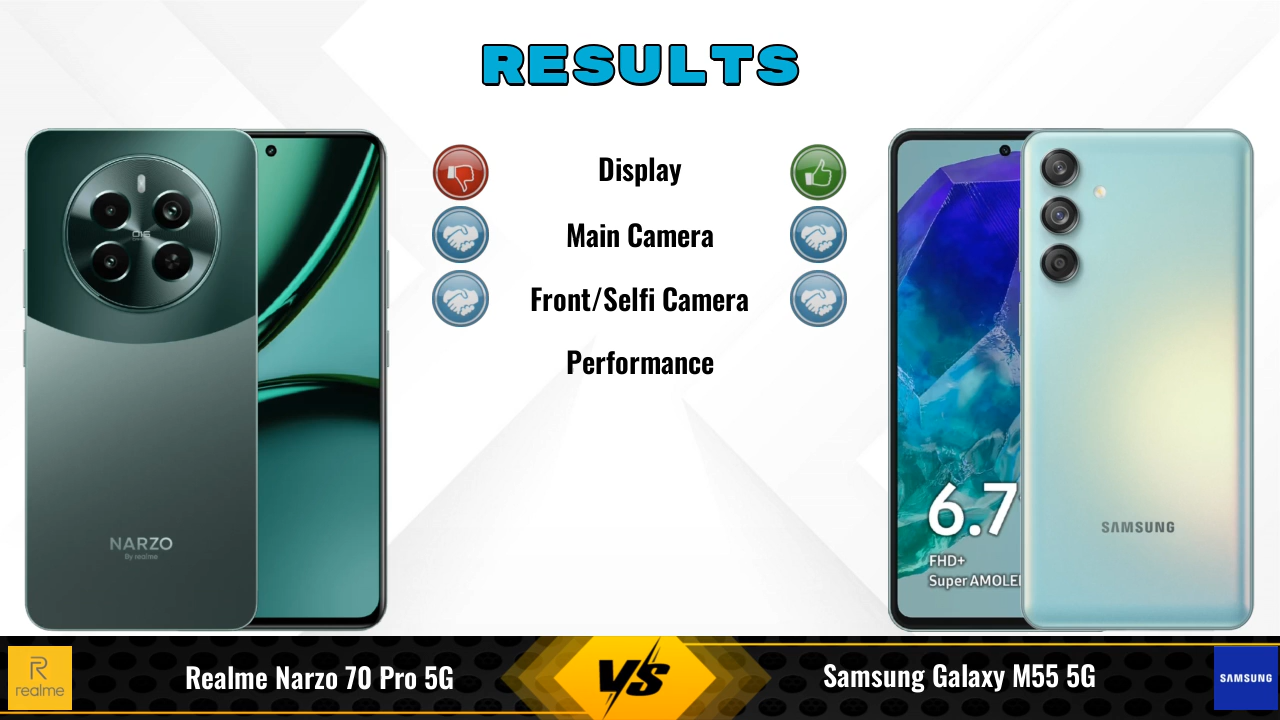 RESULTS
Display
Main Camera
Front/Selfi Camera
Performance
OIS
NARZO
By realme
6.7
FHD+
Super AMOLE
SAMSUNG
R
realme
Realme Narzo 70 Pro 5G
VS
Samsung Galaxy M55 5G
SAMSUNG